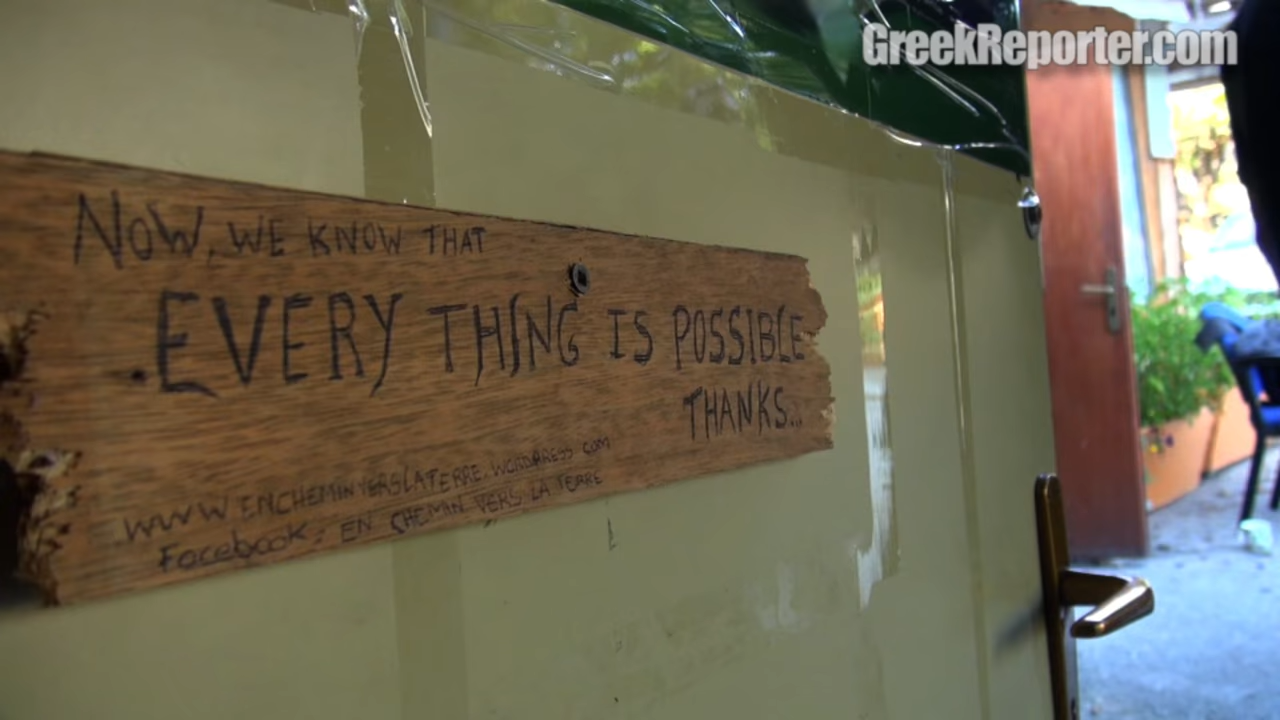 GreekReporter.com
NOW, WE KNOW THAT
.EVERY THING IS POSSIBLE
THANKS...
WWW ENCHEMINVERSLATERRE.WORDPRESS COM
Facebook: EN CHEMIN VERS LA TERRE